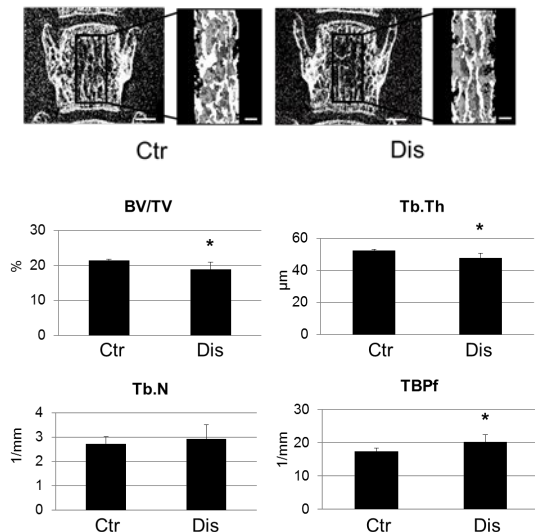 Ctr
Dis
BV/TV
30
20
10
0
%
*
Ctr
Dis
Tb.Th
60
40
20
0
µm
*
Ctr
Dis
Tb.N
4
3
2
1
0
1/mm
Ctr
Dis
TBPf
30
20
10
0
1/mm
*
Ctr
Dis